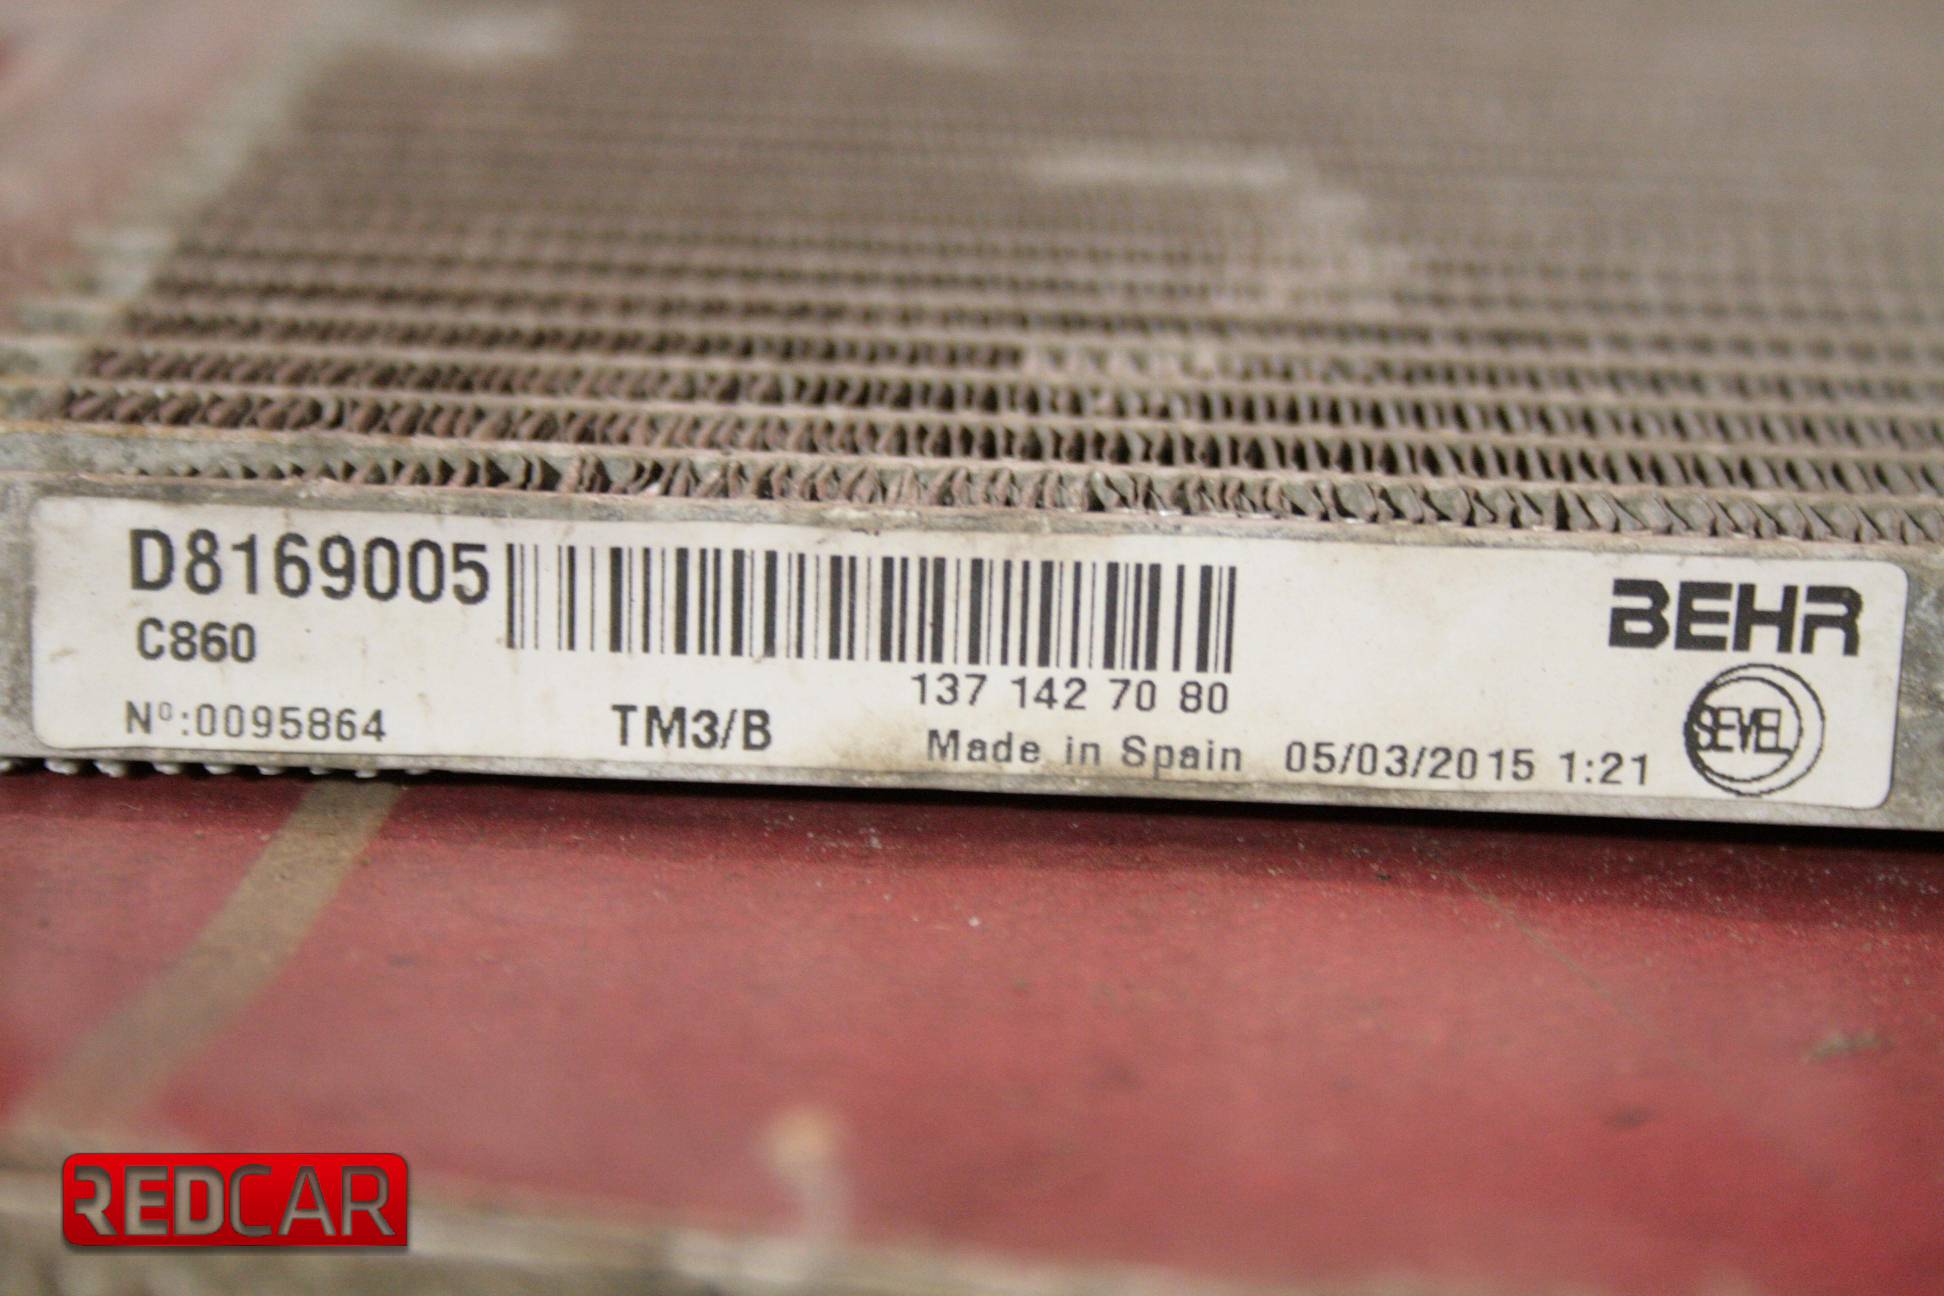 D8169005
C860
Nº:0095864
TM3/B
137 142 70 80
Made in Spain 05/03/2015 1:21
BEHR
SEVEL
REDCAR